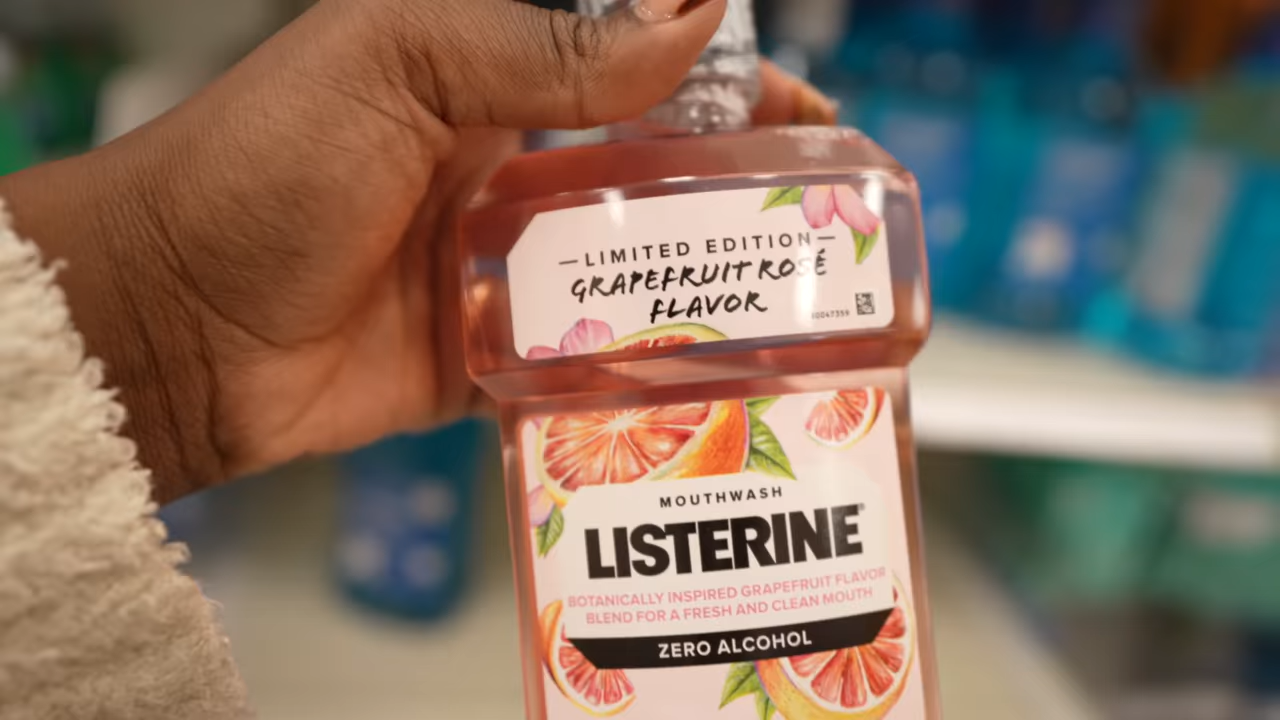 —LIMITED EDITION—
GRAPEFRUIT ROSÉ
FLAVOR
MOUTHWASH
LISTERINE®
BOTANICALLY INSPIRED GRAPEFRUIT FLAVOR
BLEND FOR A FRESH AND CLEAN MOUTH
ZERO ALCOHOL